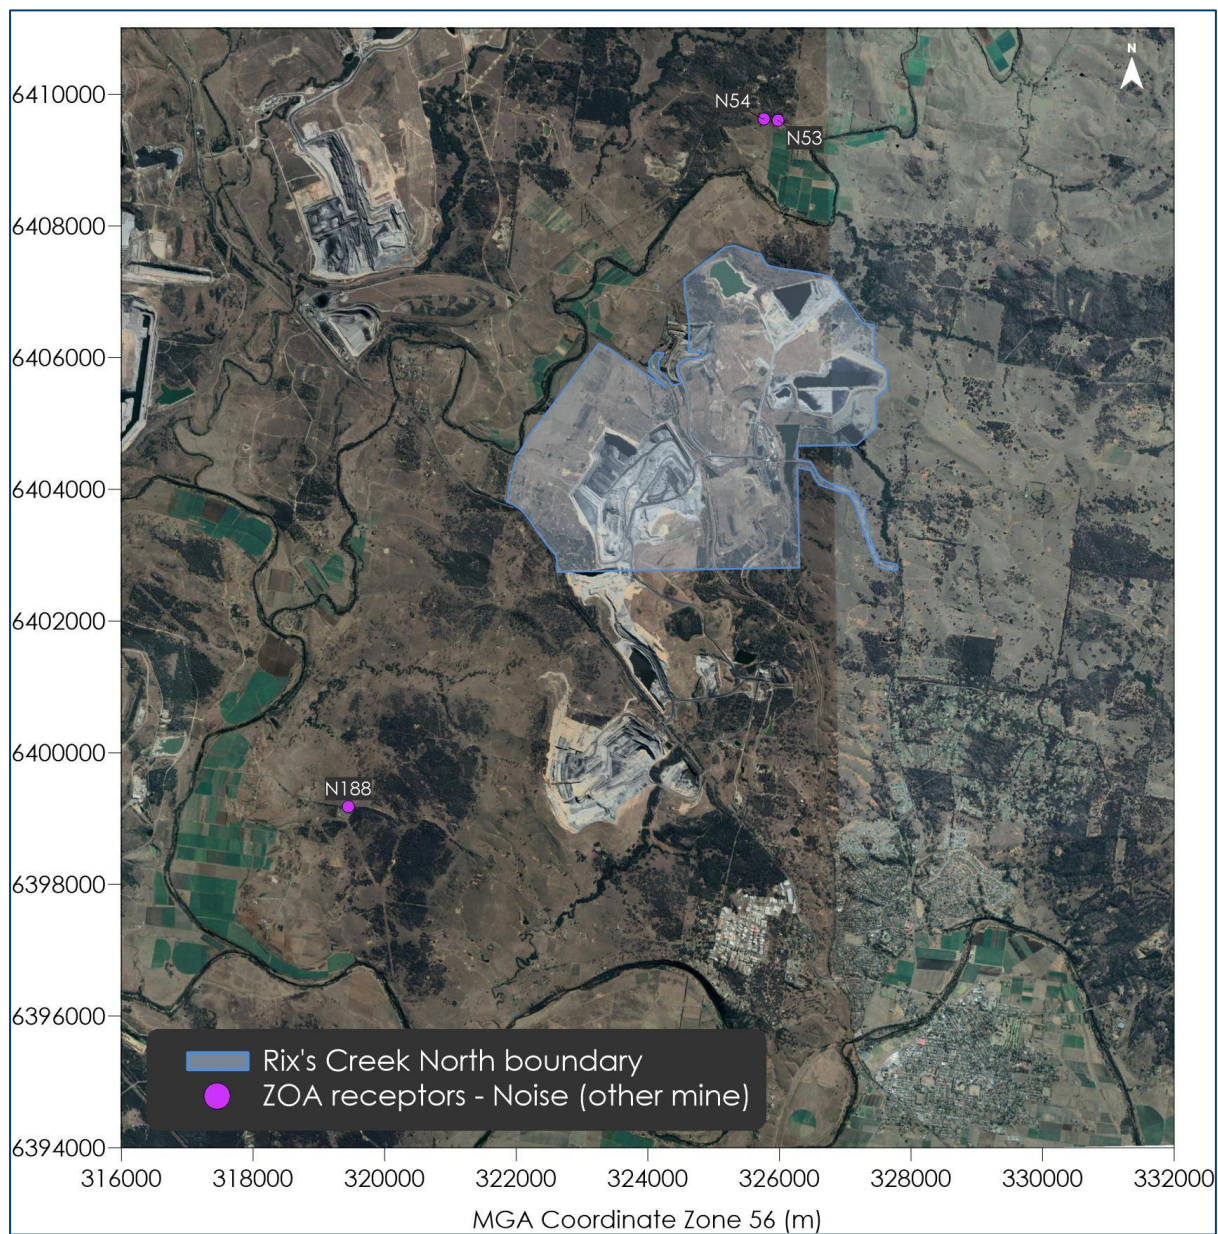 N
6410000
N54
N53
6408000
6406000
6404000
6402000
6400000
N188
6398000
6396000
Rix's Creek North boundary
ZOA receptors - Noise (other mine)
6394000
316000 318000 320000 322000 324000 326000 328000 330000 332000
MGA Coordinate Zone 56 (m)